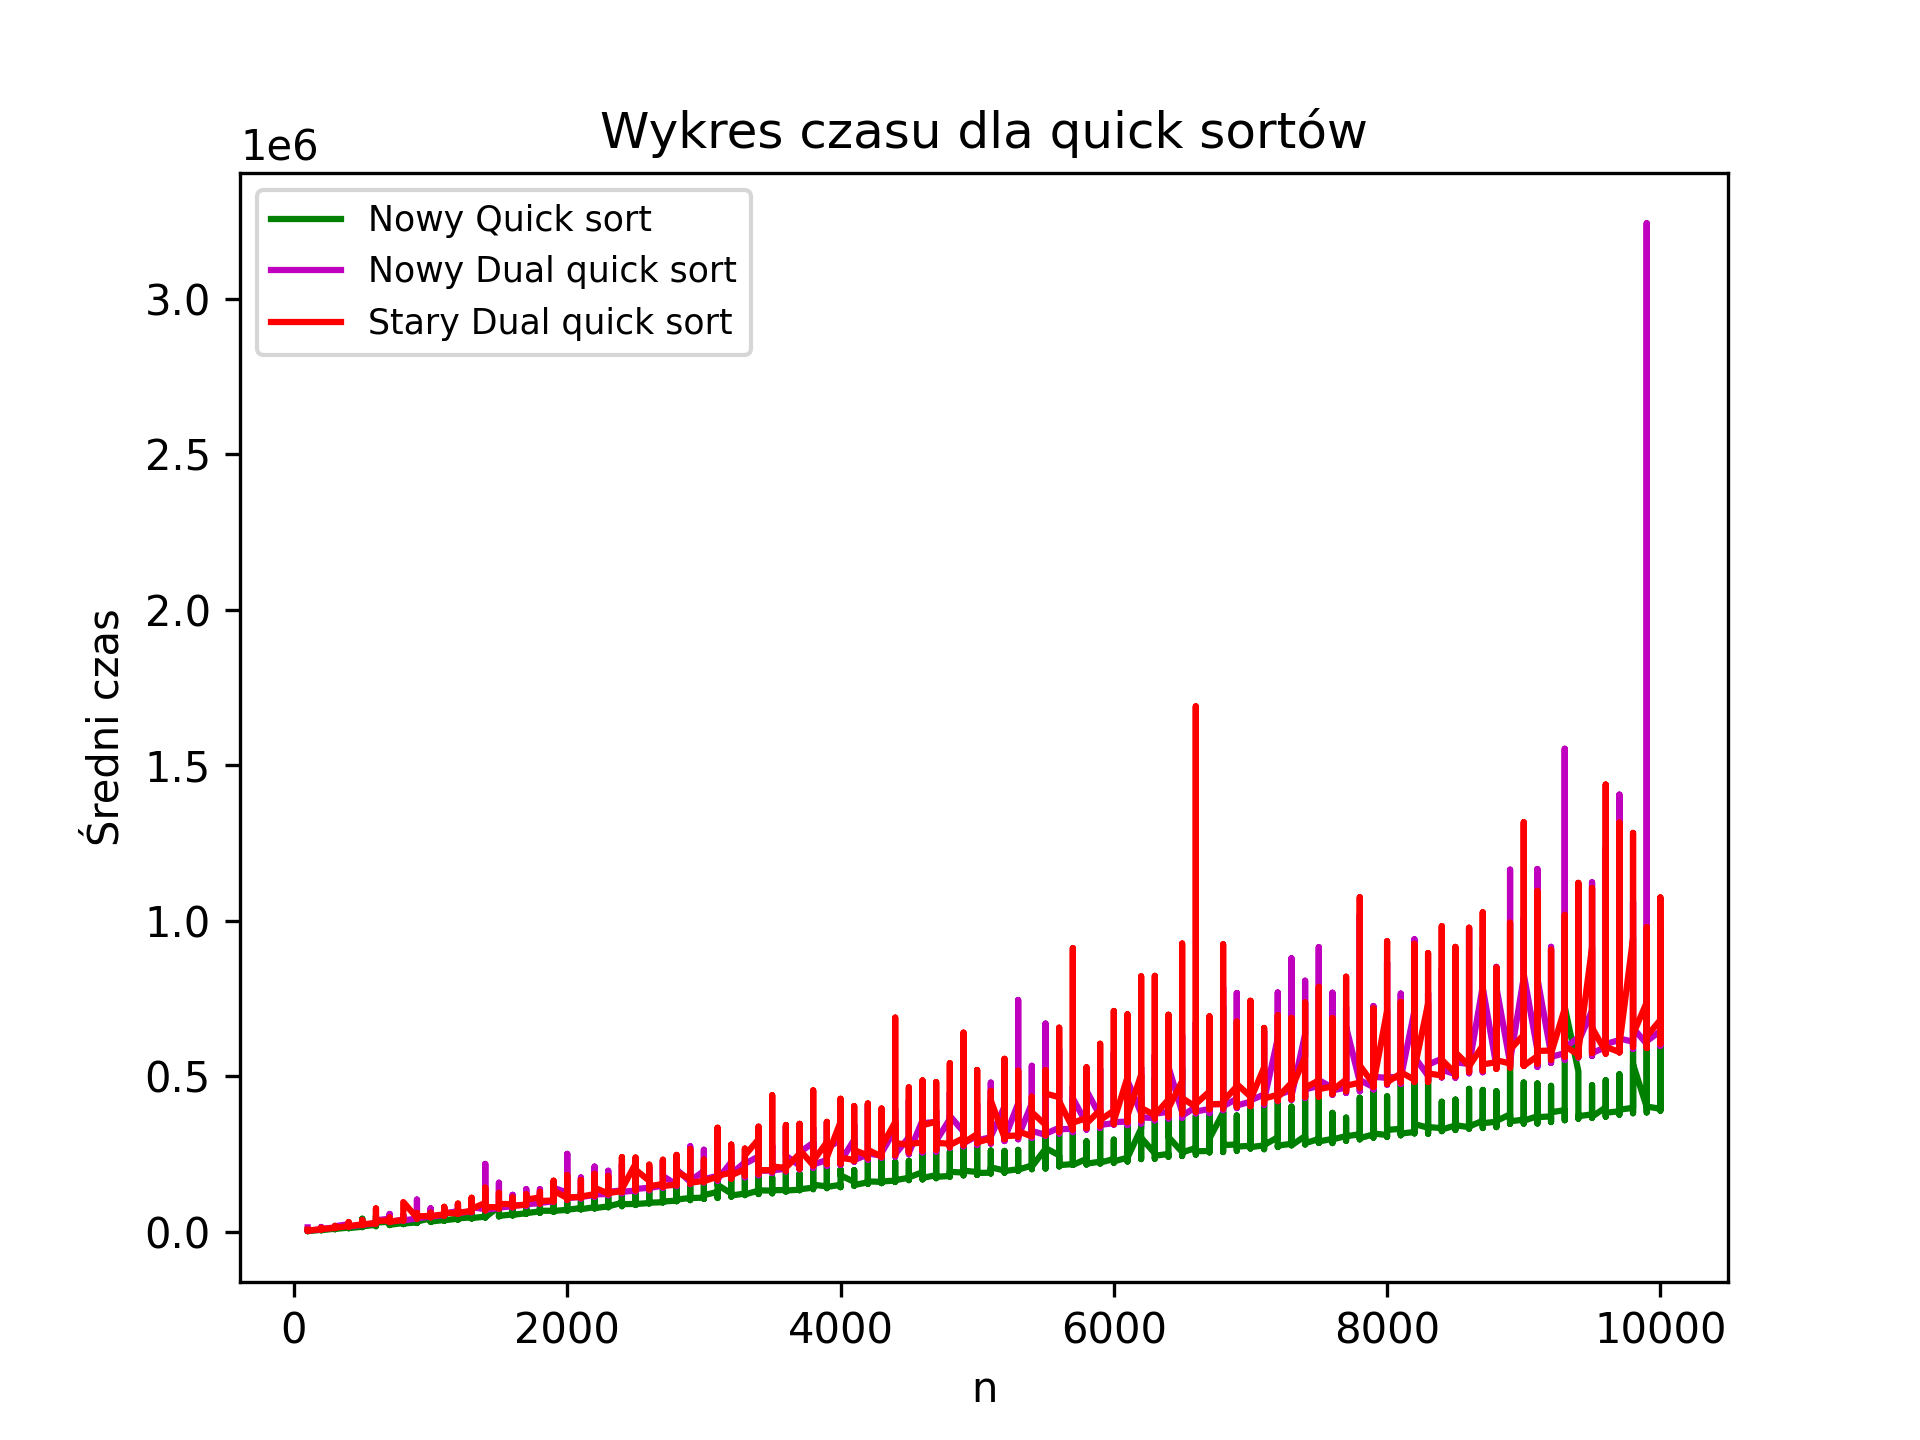 Wykres czasu dla quick sortów
1e6
Nowy Quick sort
Nowy Dual quick sort
Stary Dual quick sort
3.0
2.5
2.0
1.5
1.0
0.5
0.0
Średni czas
0 2000 4000 6000 8000 10000
n